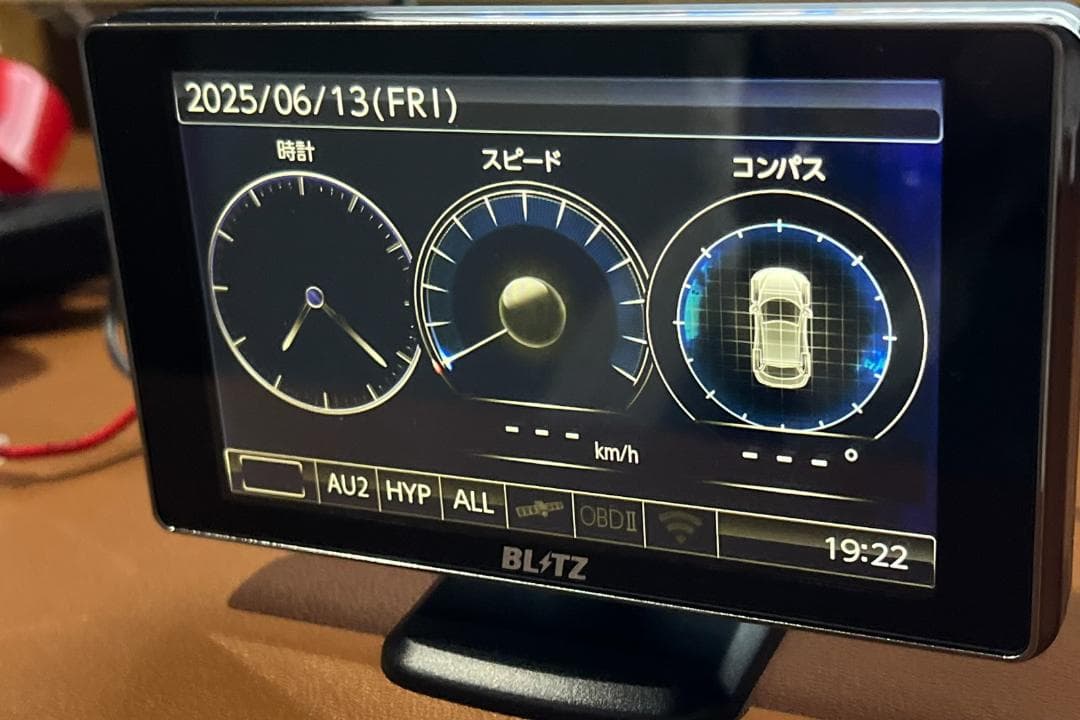 2025/06/13(FRI)
時計 スピード コンパス
--- km/h
---°
AU2 HYP ALL OBDⅡ 19:22
BLITZ